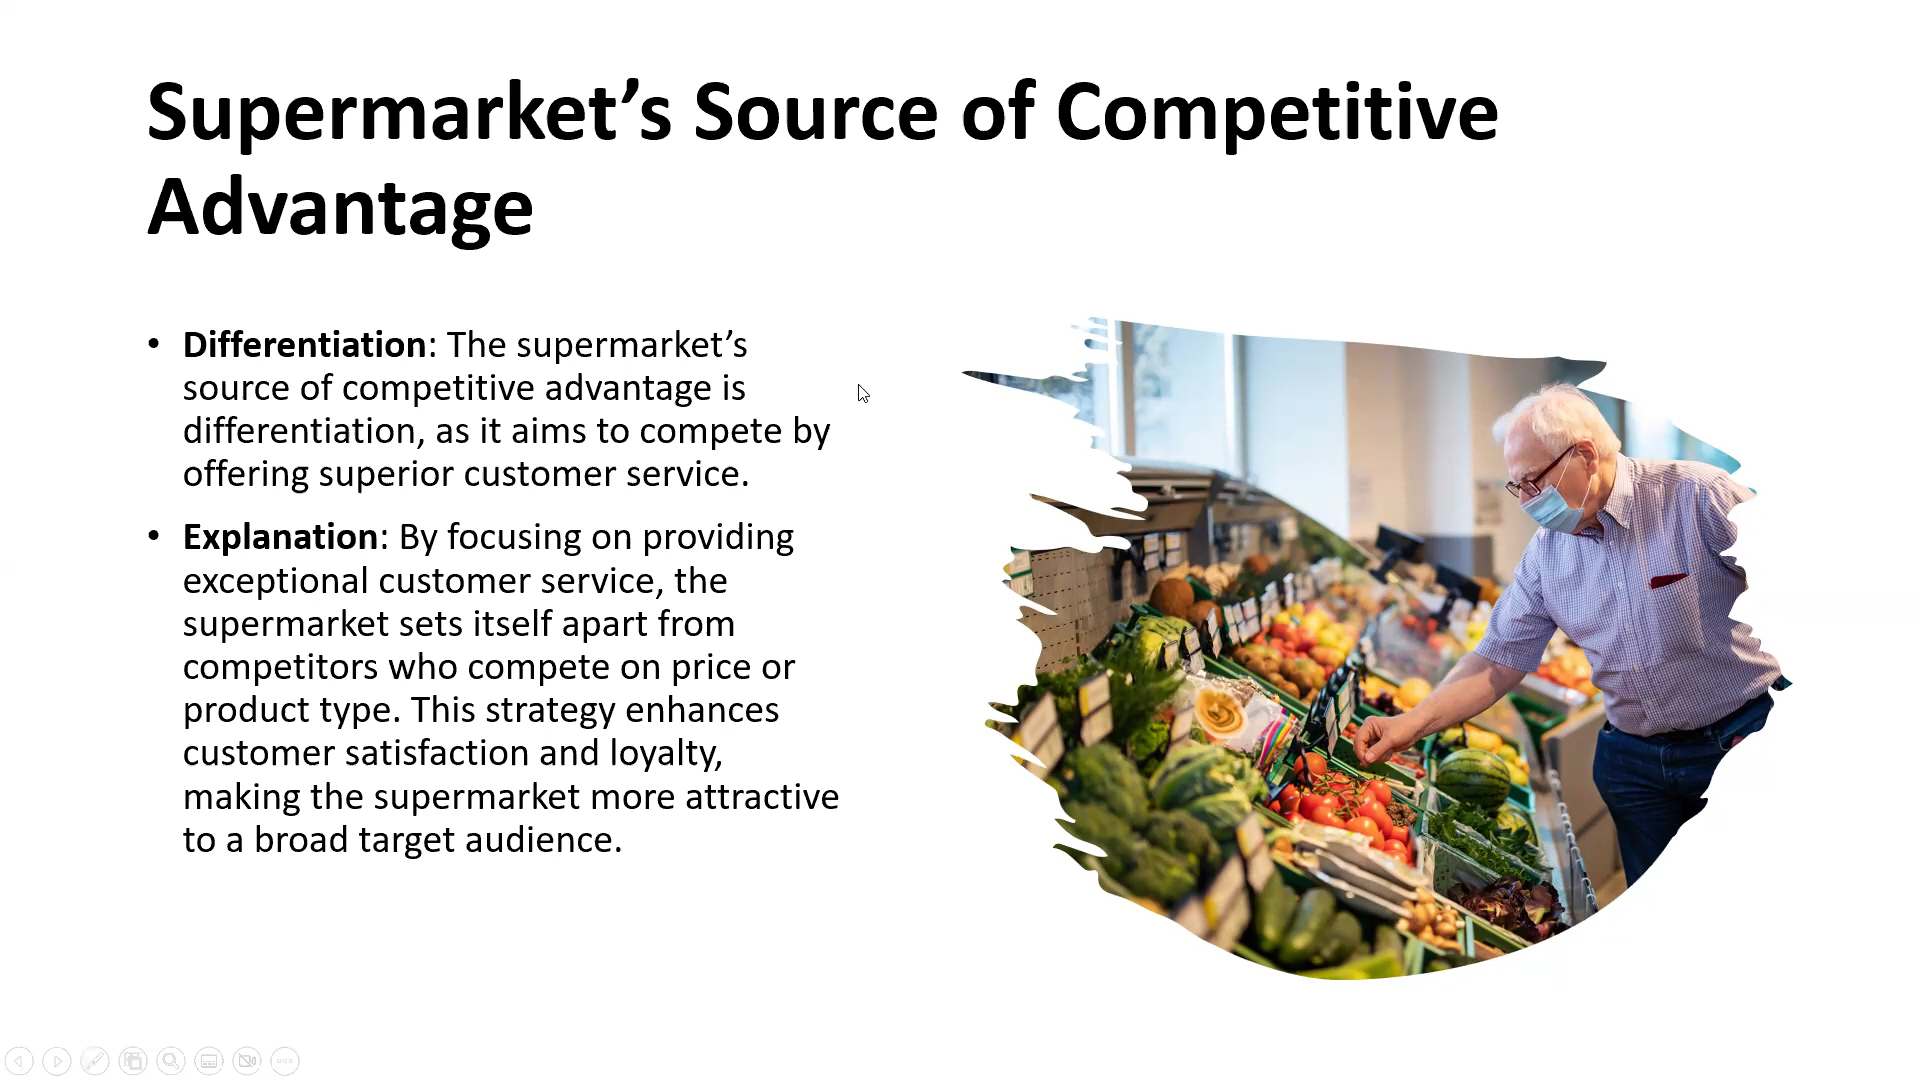 Supermarket’s Source of Competitive
Advantage
• Differentiation: The supermarket’s
source of competitive advantage is
differentiation, as it aims to compete by
offering superior customer service.
• Explanation: By focusing on providing
exceptional customer service, the
supermarket sets itself apart from
competitors who compete on price or
product type. This strategy enhances
customer satisfaction and loyalty,
making the supermarket more attractive
to a broad target audience.